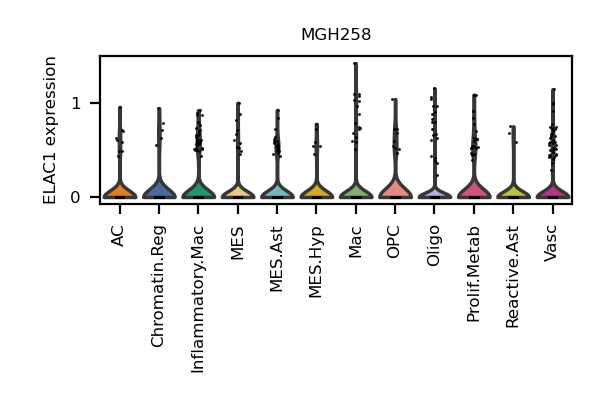 MGH258
ELAC1 expression
1
0
AC
Chromatin.Reg
Inflammatory.Mac
MES
MES.Ast
MES.Hyp
Mac
OPC
Oligo
Prolif.Metab
Reactive.Ast
Vasc